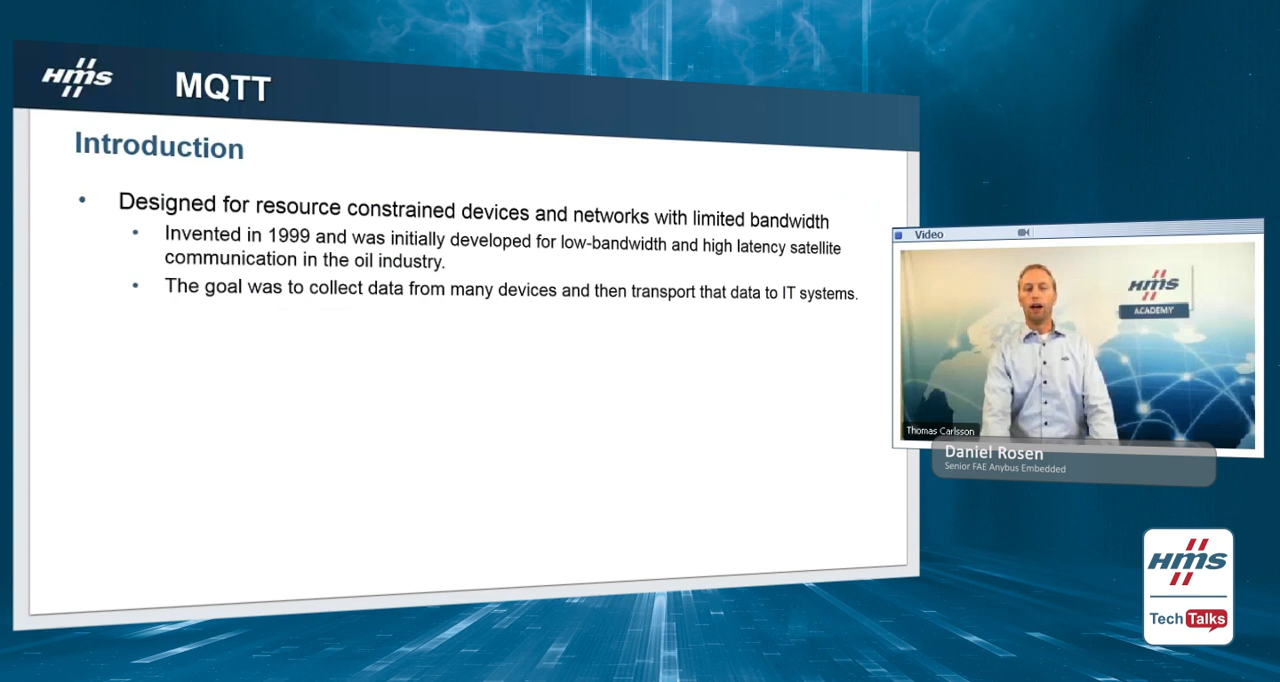 HMS
MQTT
Introduction
• Designed for resource constrained devices and networks with limited bandwidth
• Invented in 1999 and was initially developed for low-bandwidth and high latency satellite
communication in the oil industry.
• The goal was to collect data from many devices and then transport that data to IT systems.
Video
HMS
ACADEMY
Thomas Carlsson
Daniel Rosen
Senior FAE Anybus Embedded
HMS
Tech Talks